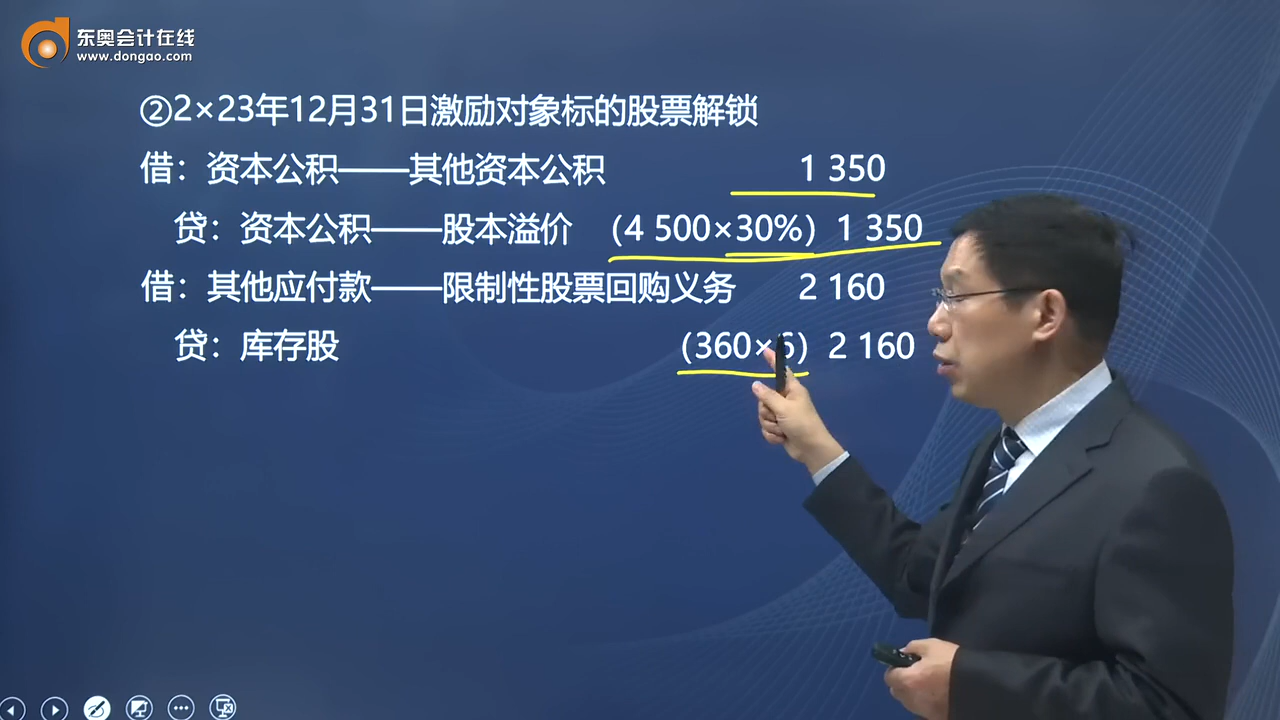 东奥会计在线
www.dongao.com
②2×23年12月31日激励对象标的股票解锁
借：资本公积——其他资本公积 1 350
贷：资本公积——股本溢价 (4 500×30%) 1 350
借：其他应付款——限制性股票回购义务 2 160
贷：库存股 (360×6) 2 160